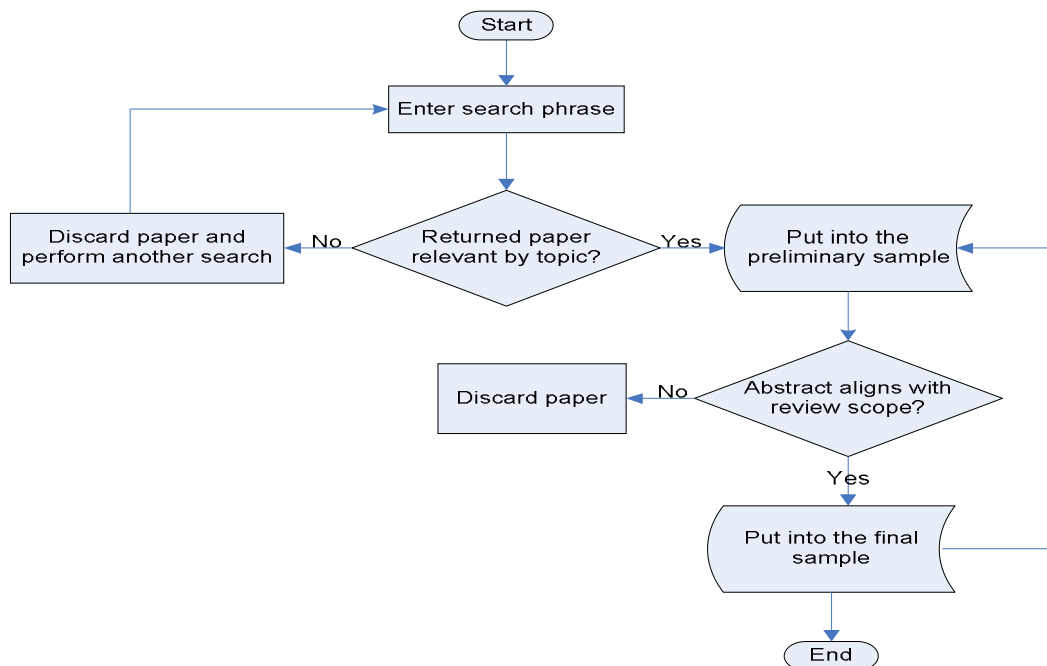 Start
Enter search phrase
Discard paper and
perform another search
No
Returned paper
relevant by topic?
Yes
Put into the
preliminary sample
Discard paper
No
Abstract aligns with
review scope?
Yes
Put into the final
sample
End